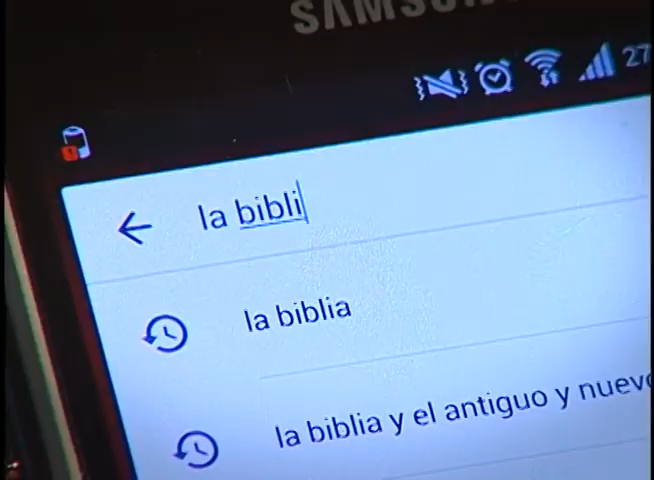 SAMSUNG
27
la bibli
la biblia
la biblia y el antiguo y nuevo